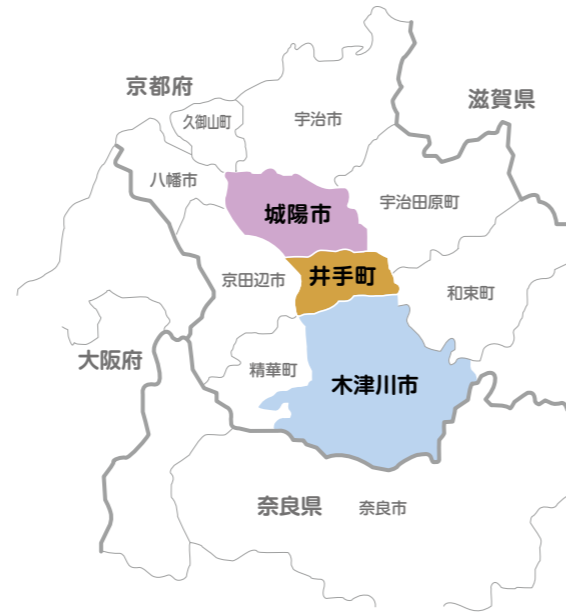 京都府
滋賀県
久御山町
宇治市
八幡市
宇治田原町
城陽市
京田辺市
井手町
和束町
大阪府
精華町
木津川市
奈良県
奈良市